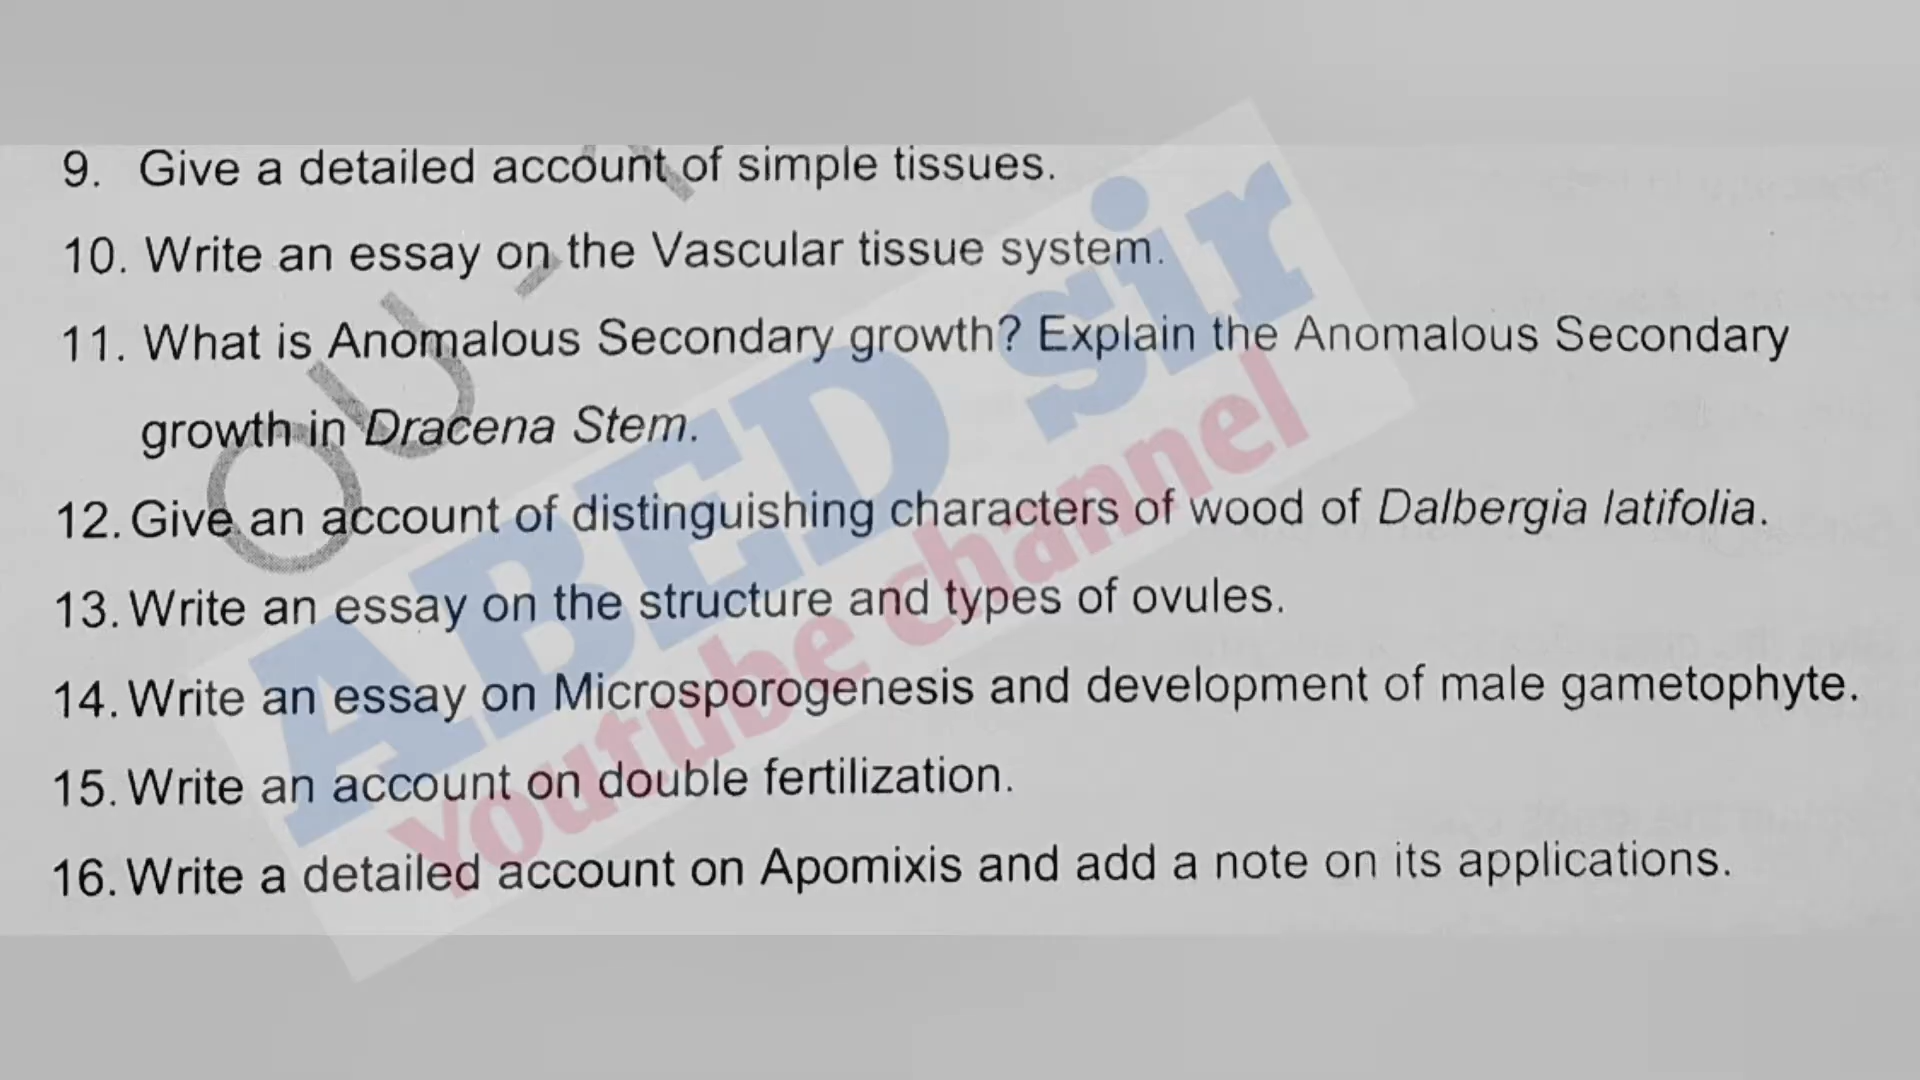 9. Give a detailed account of simple tissues.
10. Write an essay on the Vascular tissue system.
11. What is Anomalous Secondary growth? Explain the Anomalous Secondary
growth in Dracena Stem.
12. Give an account of distinguishing characters of wood of Dalbergia latifolia.
13. Write an essay on the structure and types of ovules.
14. Write an essay on Microsporogenesis and development of male gametophyte.
15. Write an account on double fertilization.
16. Write a detailed account on Apomixis and add a note on its applications.
OU -
ABED sir
Youtube channel